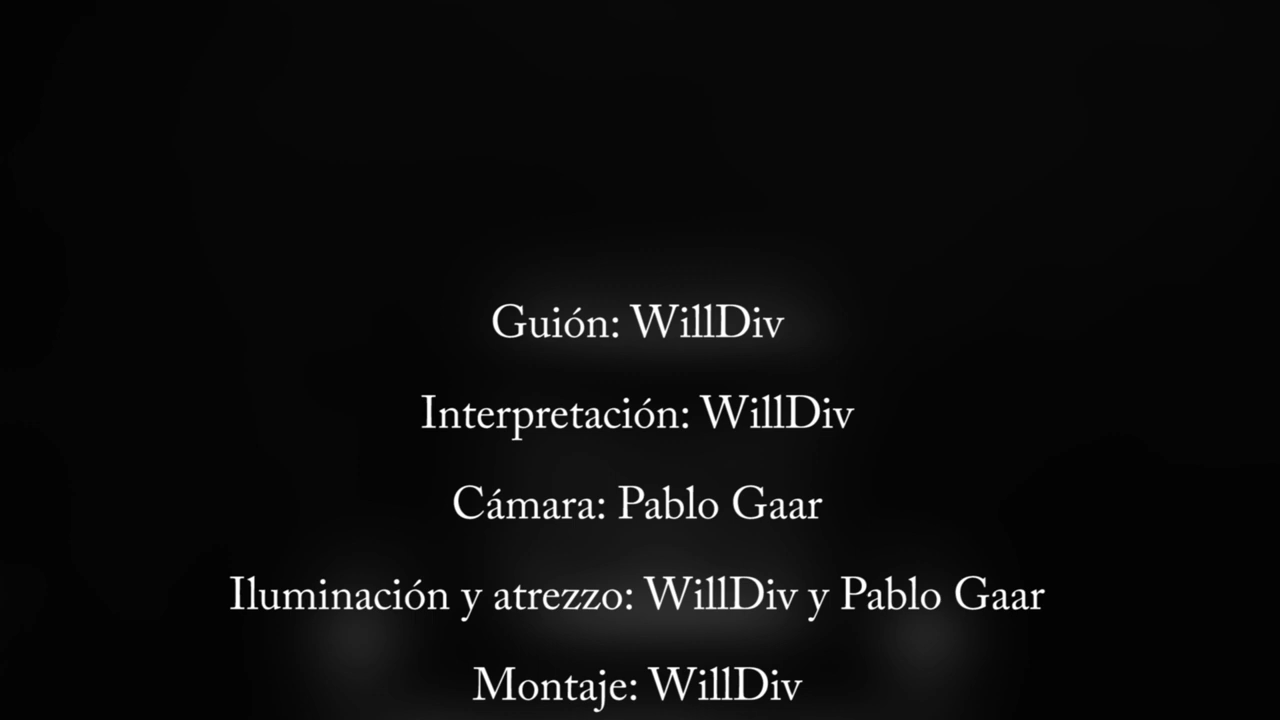 Guión: WillDiv
Interpretación: WillDiv
Cámara: Pablo Gaar
Iluminación y atrezzo: WillDiv y Pablo Gaar
Montaje: WillDiv